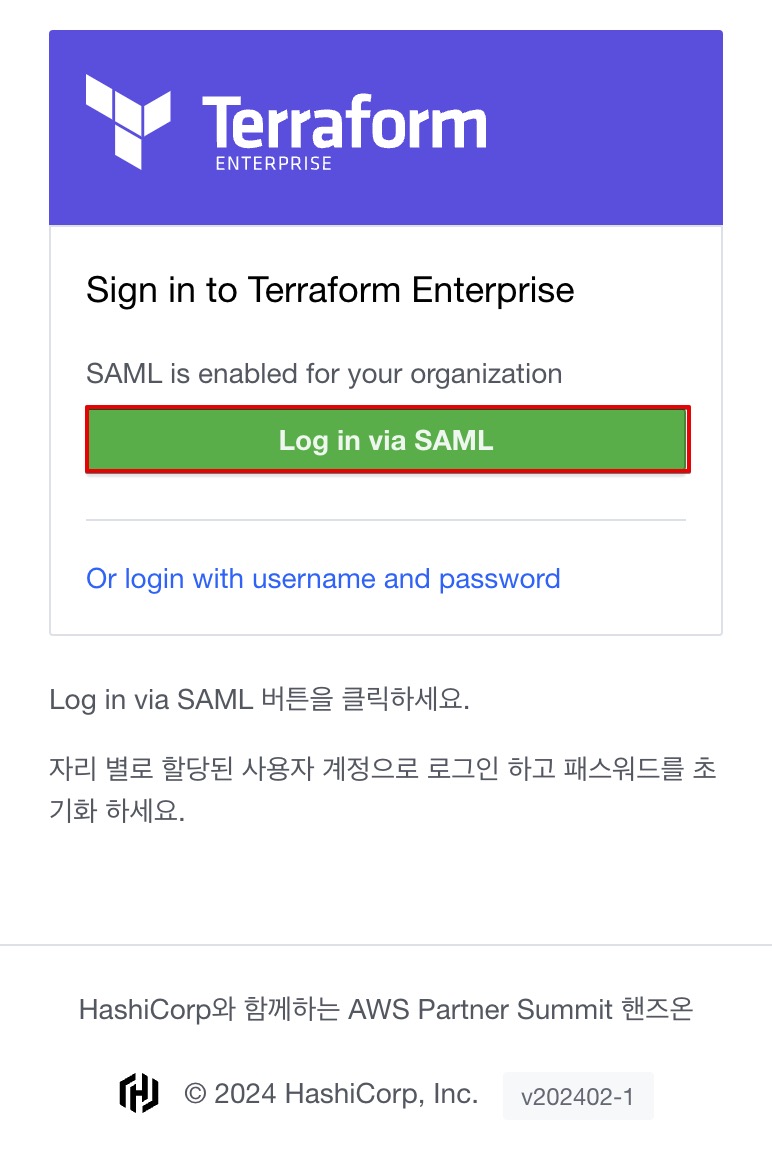 Terraform
ENTERPRISE
Sign in to Terraform Enterprise
SAML is enabled for your organization
Log in via SAML
Or login with username and password
Log in via SAML 버튼을 클릭하세요.
자리 별로 할당된 사용자 계정으로 로그인 하고 패스워드를 초
기화 하세요.
HashiCorp와 함께하는 AWS Partner Summit 핸즈온
© 2024 HashiCorp, Inc. v202402-1